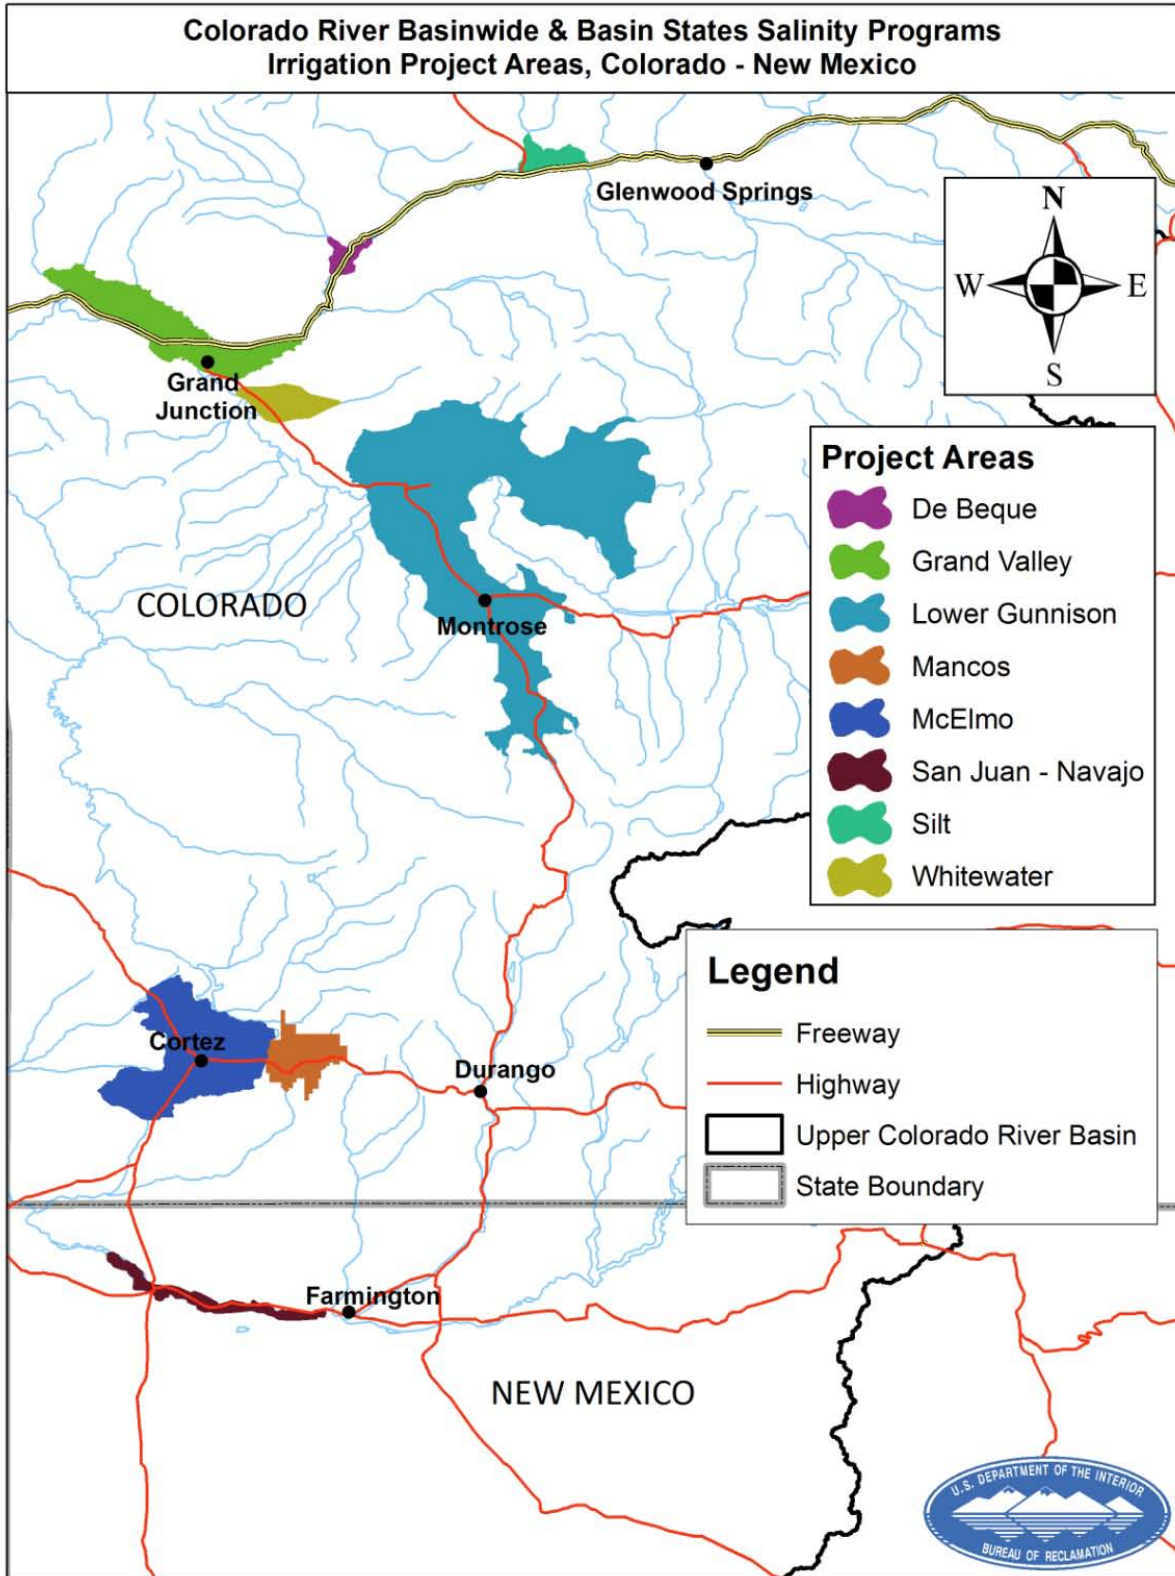 Colorado River Basinwide & Basin States Salinity Programs
Irrigation Project Areas, Colorado - New Mexico
Glenwood Springs
N
W
E
S
Grand
Junction
Project Areas
De Beque
Grand Valley
Lower Gunnison
Mancos
McElmo
San Juan - Navajo
Silt
Whitewater
COLORADO
Montrose
Legend
Freeway
Highway
Upper Colorado River Basin
State Boundary
Cortez
Durango
Farmington
NEW MEXICO
U.S. DEPARTMENT OF THE INTERIOR
BUREAU OF RECLAMATION